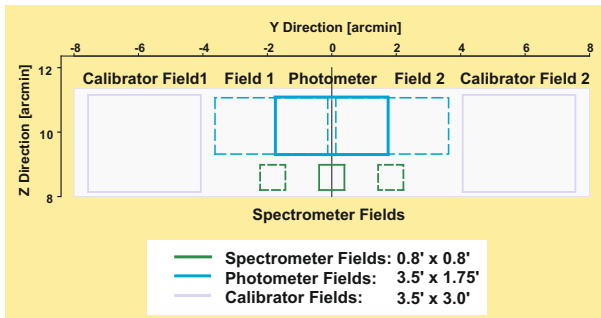 Y Direction [arcmin]
-8 -6 -4 -2 0 2 4 6 8
Z Direction [arcmin]
12
10
8
Calibrator Field1 Field 1 Photometer Field 2 Calibrator Field 2
Spectrometer Fields
Spectrometer Fields: 0.8' x 0.8'
Photometer Fields: 3.5' x 1.75'
Calibrator Fields: 3.5' x 3.0'